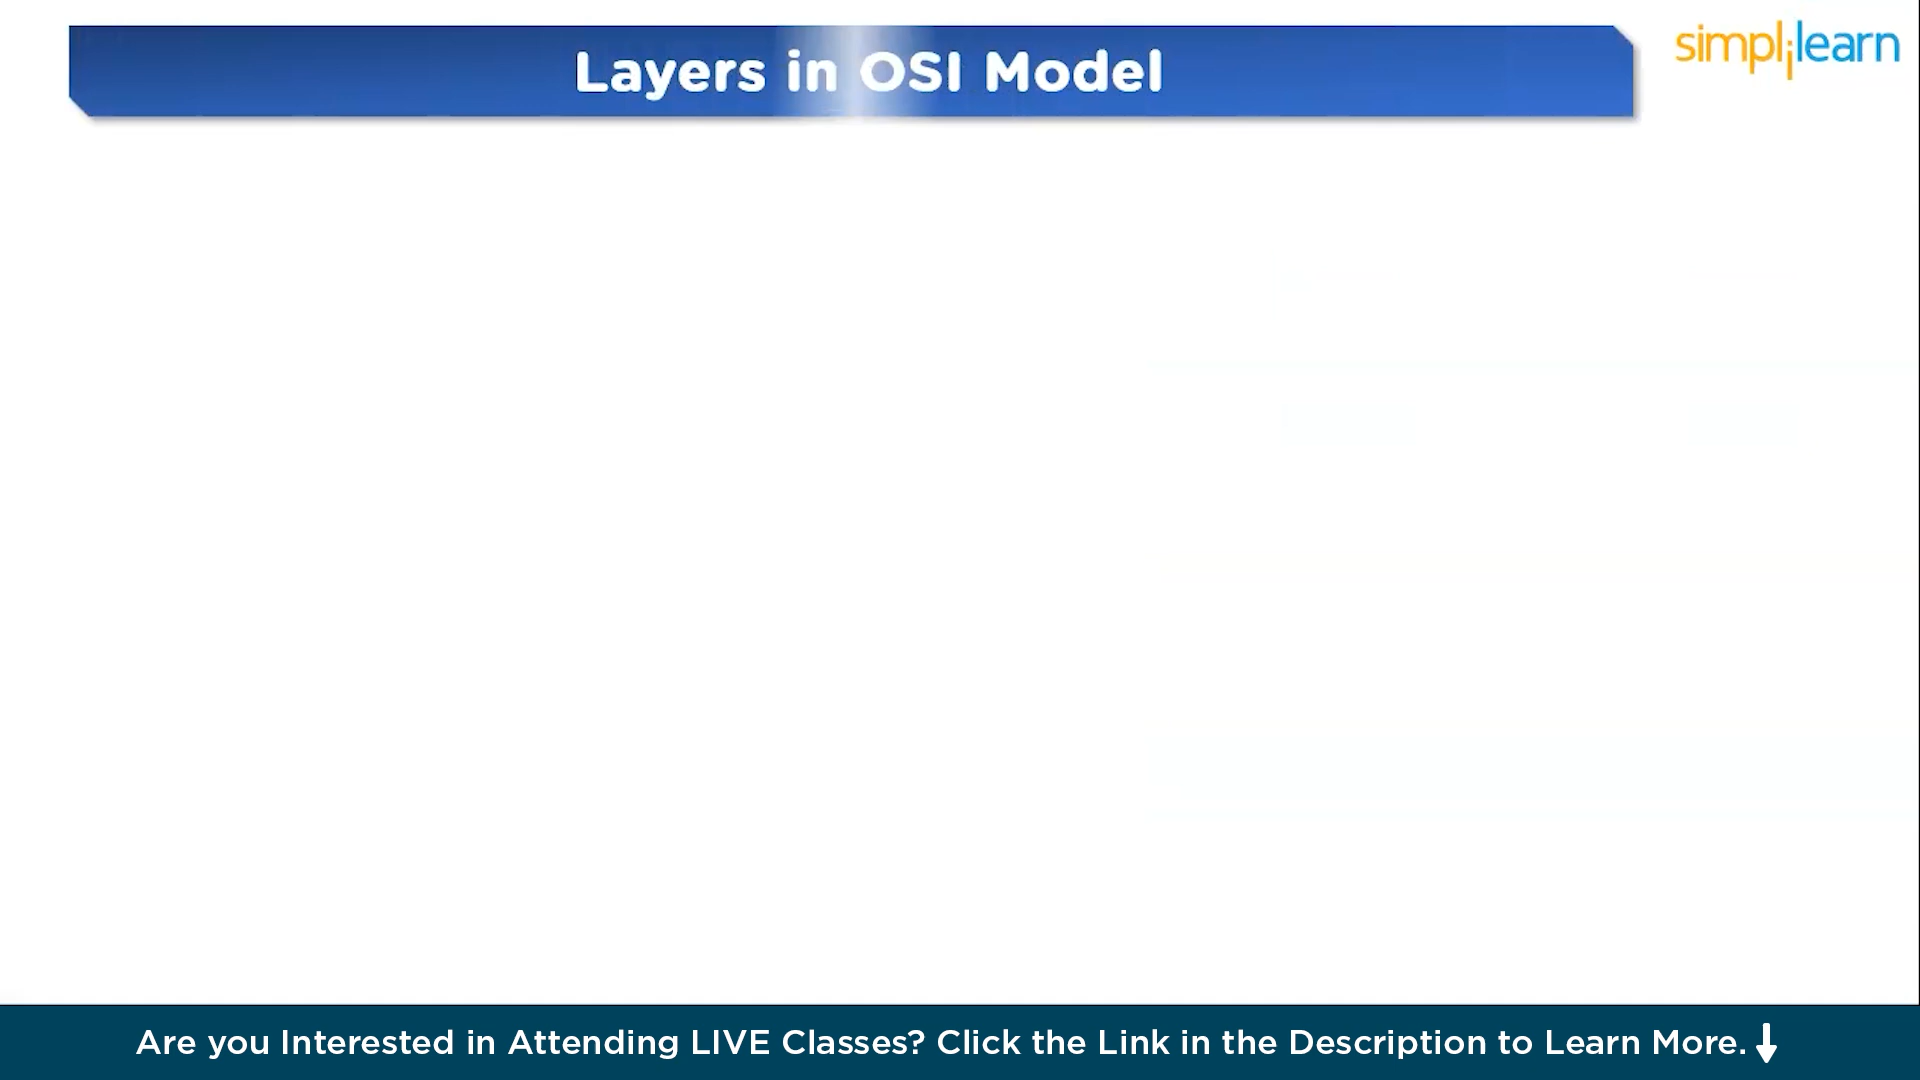 Layers in OSI Model
simplilearn
Are you Interested in Attending LIVE Classes? Click the Link in the Description to Learn More.